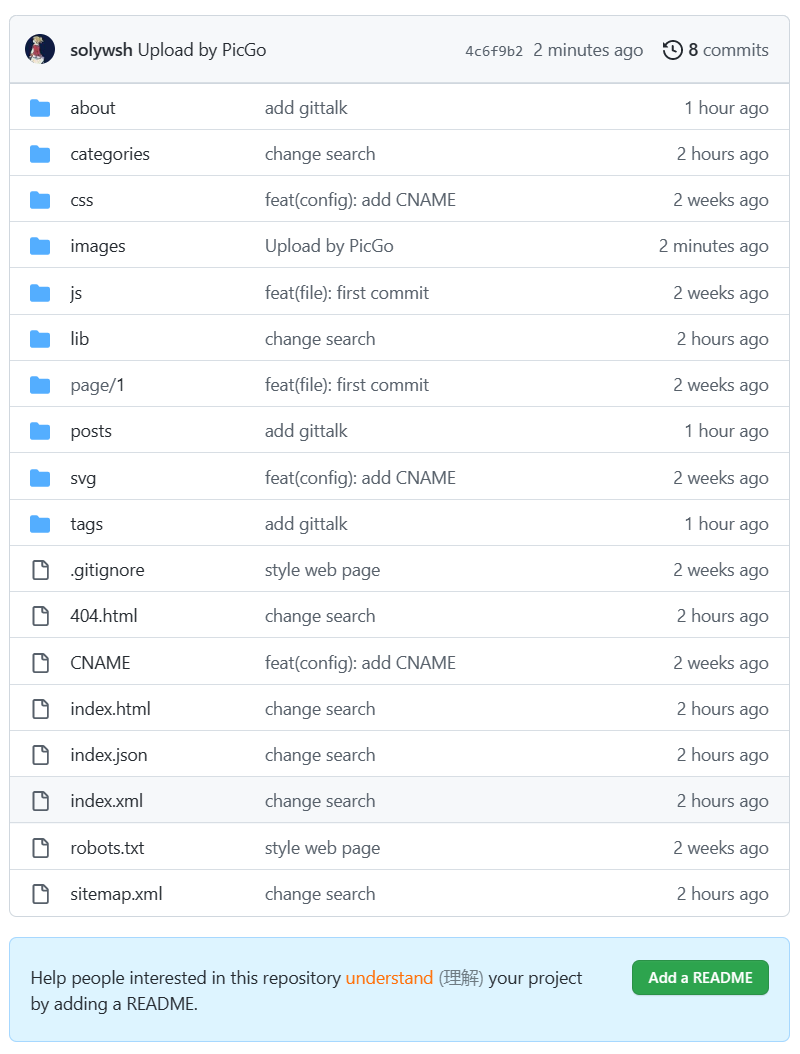 solywsh Upload by PicGo 4c6f9b2 2 minutes ago 8 commits
about add gittalk 1 hour ago
categories change search 2 hours ago
css feat(config): add CNAME 2 weeks ago
images Upload by PicGo 2 minutes ago
js feat(file): first commit 2 weeks ago
lib change search 2 hours ago
page/1 feat(file): first commit 2 weeks ago
posts add gittalk 1 hour ago
svg feat(config): add CNAME 2 weeks ago
tags add gittalk 1 hour ago
.gitignore style web page 2 weeks ago
404.html change search 2 hours ago
CNAME feat(config): add CNAME 2 weeks ago
index.html change search 2 hours ago
index.json change search 2 hours ago
index.xml change search 2 hours ago
robots.txt style web page 2 weeks ago
sitemap.xml change search 2 hours ago
Help people interested in this repository understand (理解) your project
by adding a README.
Add a README